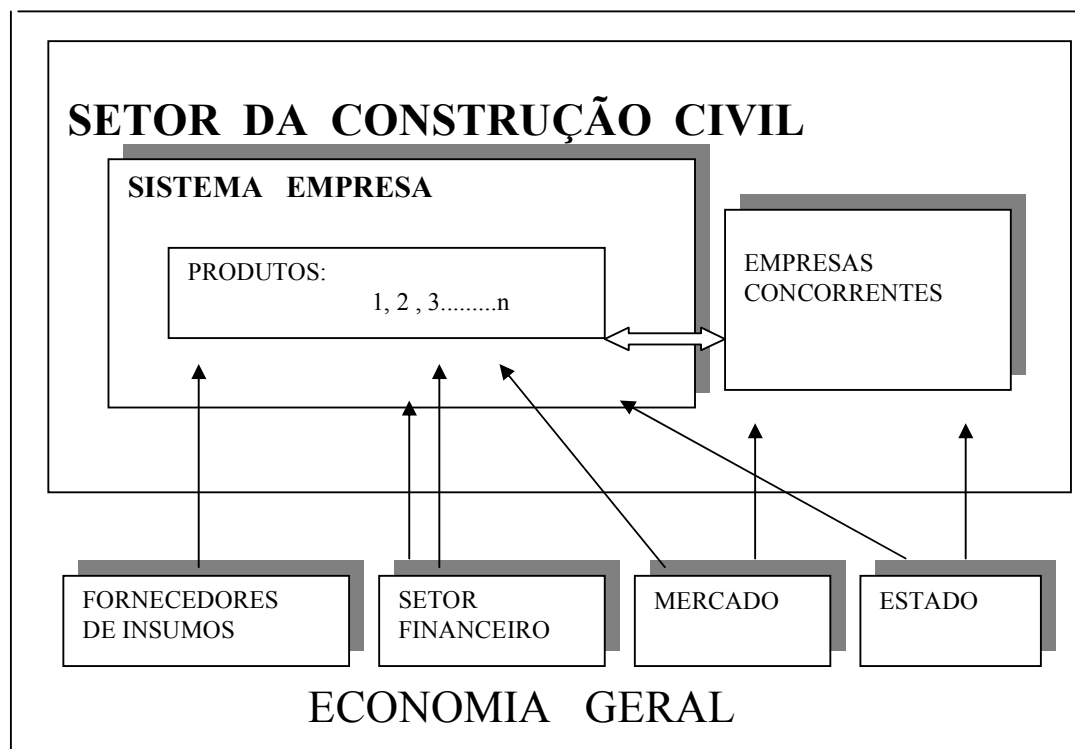 SETOR DA CONSTRUÇÃO CIVIL
SISTEMA EMPRESA
PRODUTOS:
1, 2 , 3.........n
EMPRESAS
CONCORRENTES
FORNECEDORES
DE INSUMOS
SETOR
FINANCEIRO
MERCADO
ESTADO
ECONOMIA GERAL